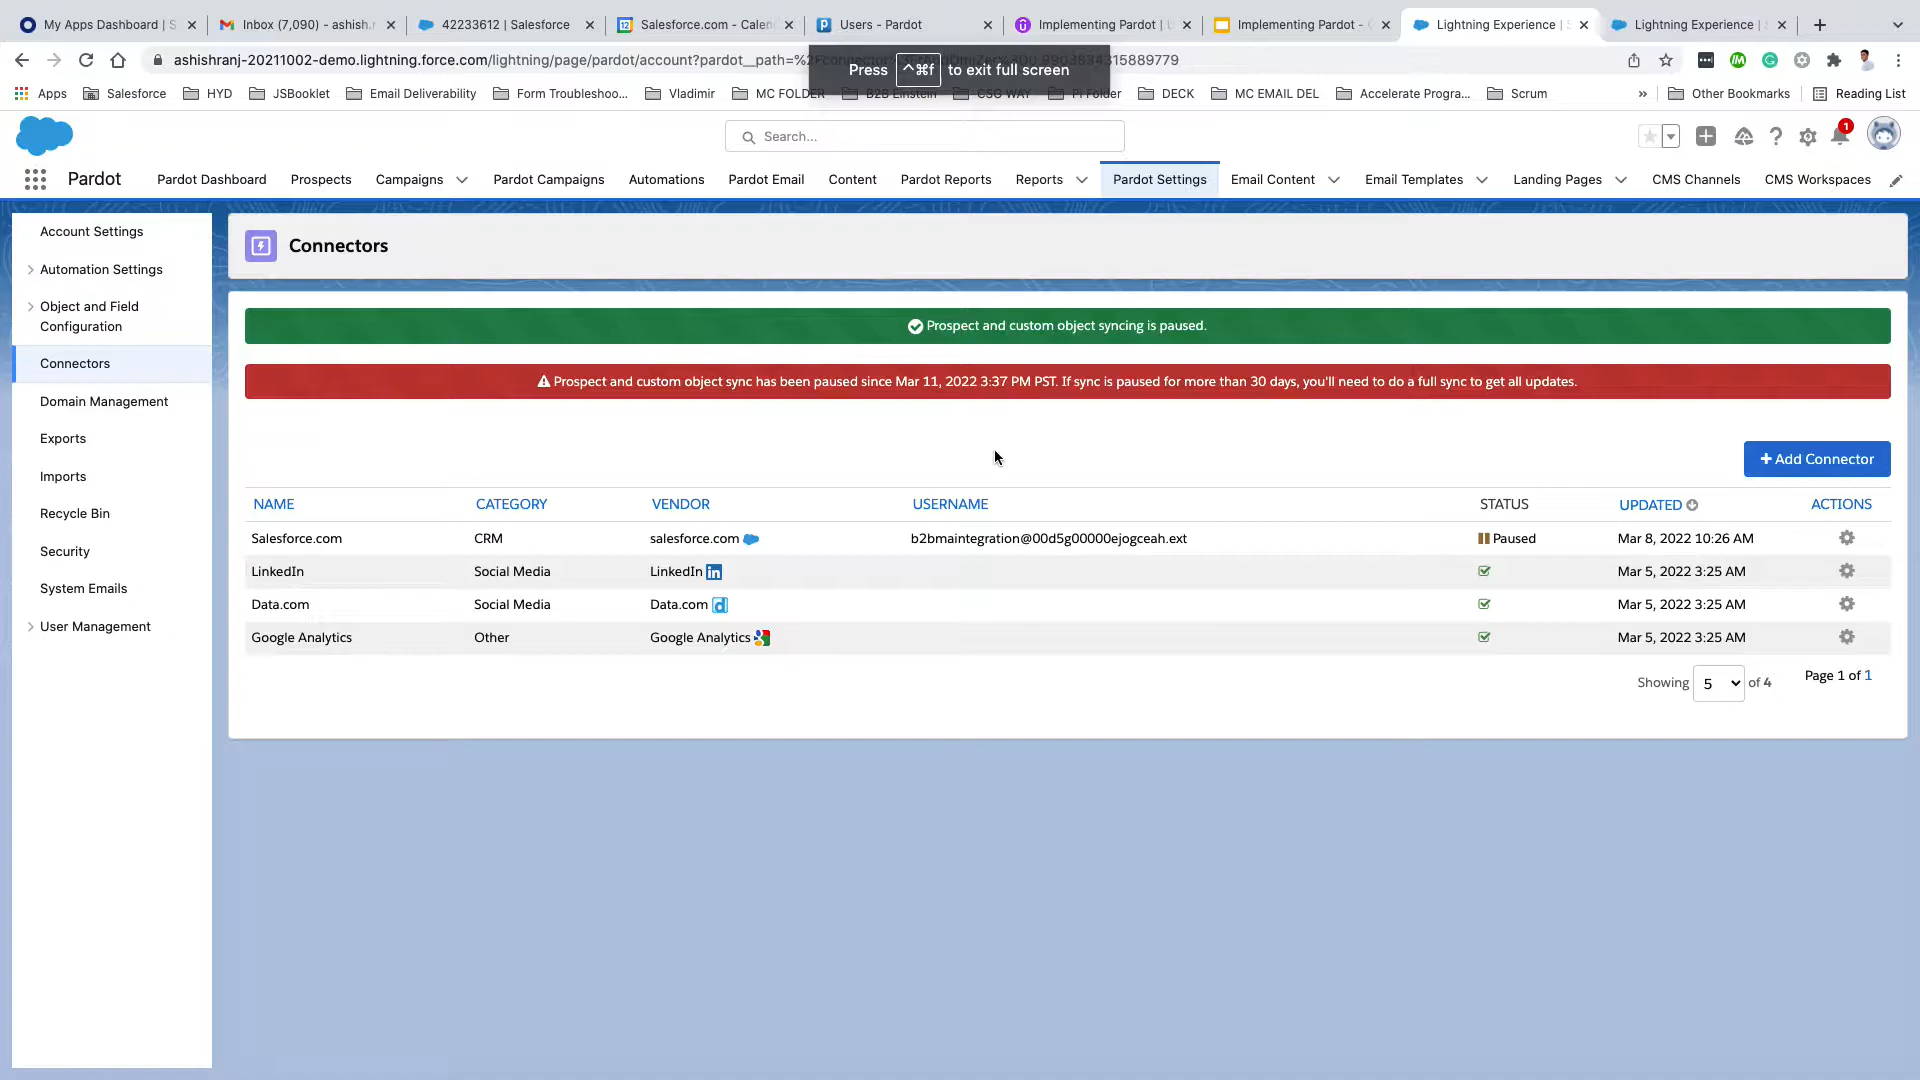 My Apps Dashboard | S
Inbox (7,090) - ashish.r
42233612 | Salesforce
Salesforce.com - Calen
Users - Pardot
Implementing Pardot | U
Implementing Pardot -
Lightning Experience | S
Lightning Experience | S
ashishranj-20211002-demo.lightning.force.com/lightning/page/pardot/account?pardot__path=%2F
315889779
Press ^⌘f to exit full screen
Apps
Salesforce
HYD
JSBooklet
Email Deliverability
Form Troubleshoo...
Vladimir
MC FOLDER
B2B Einstein
CSG WAY
Pi Folder
DECK
MC EMAIL DEL
Accelerate Progra...
Scrum
»
Other Bookmarks
Reading List
Search...
1
Pardot
Pardot Dashboard
Prospects
Campaigns
Pardot Campaigns
Automations
Pardot Email
Content
Pardot Reports
Reports
Pardot Settings
Email Content
Email Templates
Landing Pages
CMS Channels
CMS Workspaces
Account Settings
Automation Settings
Object and Field
Configuration
Connectors
Domain Management
Exports
Imports
Recycle Bin
Security
System Emails
User Management
Connectors
Prospect and custom object syncing is paused.
Prospect and custom object sync has been paused since Mar 11, 2022 3:37 PM PST. If sync is paused for more than 30 days, you'll need to do a full sync to get all updates.
+ Add Connector
NAME CATEGORY VENDOR USERNAME STATUS UPDATED ACTIONS
Salesforce.com CRM salesforce.com b2bmaintegration@00d5g00000ejogceah.ext Paused Mar 8, 2022 10:26 AM
LinkedIn Social Media LinkedIn in Mar 5, 2022 3:25 AM
Data.com Social Media Data.com d Mar 5, 2022 3:25 AM
Google Analytics Other Google Analytics Mar 5, 2022 3:25 AM
Showing 5 of 4 Page 1 of 1